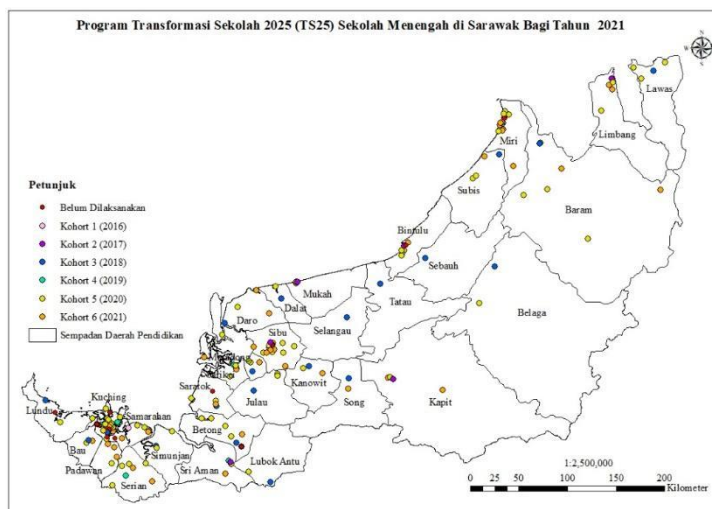 Program Transformasi Sekolah 2025 (TS25) Sekolah Menengah di Sarawak Bagi Tahun 2021
Lawas
Limbang
Miri
Petunjuk
Belum Dilaksanakan
Kohort 1 (2016)
Kohort 2 (2017)
Kohort 3 (2018)
Kohort 4 (2019)
Kohort 5 (2020)
Kohort 6 (2021)
Sempadan Daerah Pendidikan
Subis
Baram
Bintulu
Sebauh
Mukah
Tatau
Dalat
Daro
Selangau
Belaga
Sibu
Saratok
Julau
Kanowit
Song
Kapit
Kuching
Lundu
Samarahan
Betong
Bau
Padawan
Simunjan
Sri Aman
Lubok Antu
Serian
1:2,500,000
0 25 50 100 150 200
Kilometer